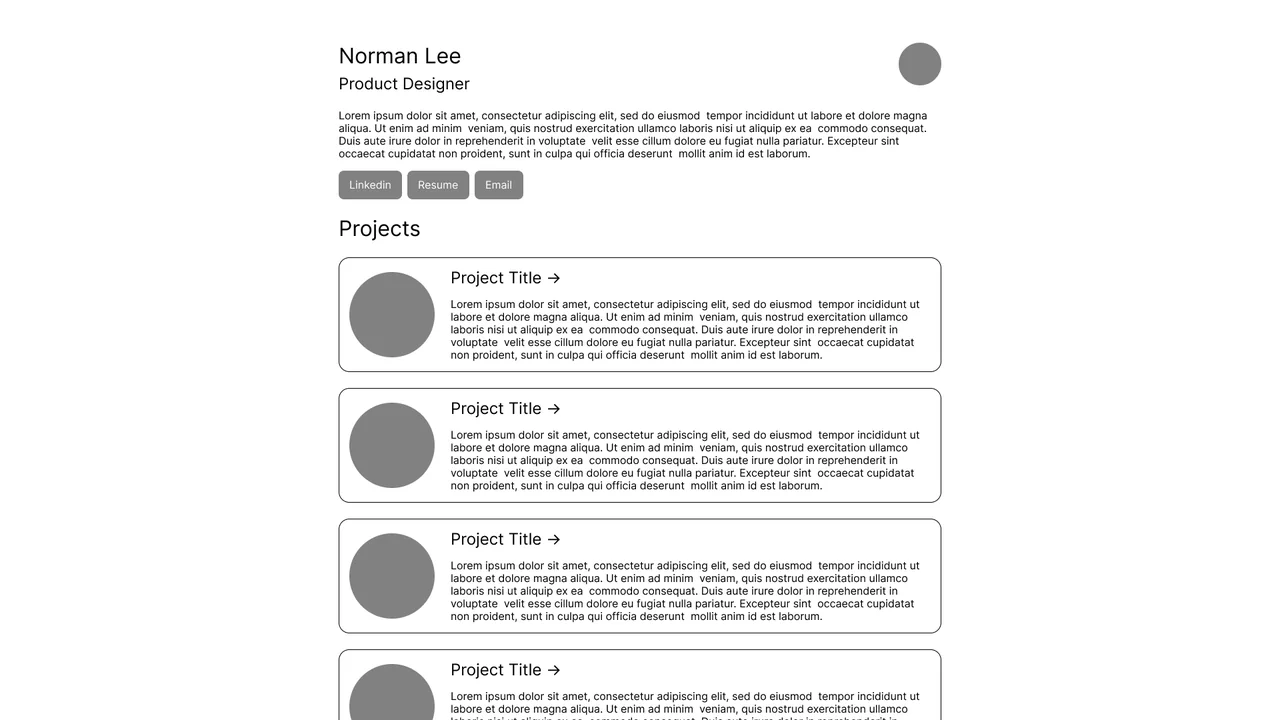 Norman Lee
Product Designer
Lorem ipsum dolor sit amet, consectetur adipiscing elit, sed do eiusmod  tempor incididunt ut labore et dolore magna
aliqua. Ut enim ad minim  veniam, quis nostrud exercitation ullamco laboris nisi ut aliquip ex ea  commodo consequat.
Duis aute irure dolor in reprehenderit in voluptate  velit esse cillum dolore eu fugiat nulla pariatur. Excepteur sint
occaecat cupidatat non proident, sunt in culpa qui officia deserunt  mollit anim id est laborum.
Linkedin
Resume
Email
Projects
Project Title →
Lorem ipsum dolor sit amet, consectetur adipiscing elit, sed do eiusmod  tempor incididunt ut
labore et dolore magna aliqua. Ut enim ad minim  veniam, quis nostrud exercitation ullamco
laboris nisi ut aliquip ex ea  commodo consequat. Duis aute irure dolor in reprehenderit in
voluptate  velit esse cillum dolore eu fugiat nulla pariatur. Excepteur sint  occaecat cupidatat
non proident, sunt in culpa qui officia deserunt  mollit anim id est laborum.
Project Title →
Lorem ipsum dolor sit amet, consectetur adipiscing elit, sed do eiusmod  tempor incididunt ut
labore et dolore magna aliqua. Ut enim ad minim  veniam, quis nostrud exercitation ullamco
laboris nisi ut aliquip ex ea  commodo consequat. Duis aute irure dolor in reprehenderit in
voluptate  velit esse cillum dolore eu fugiat nulla pariatur. Excepteur sint  occaecat cupidatat
non proident, sunt in culpa qui officia deserunt  mollit anim id est laborum.
Project Title →
Lorem ipsum dolor sit amet, consectetur adipiscing elit, sed do eiusmod  tempor incididunt ut
labore et dolore magna aliqua. Ut enim ad minim  veniam, quis nostrud exercitation ullamco
laboris nisi ut aliquip ex ea  commodo consequat. Duis aute irure dolor in reprehenderit in
voluptate  velit esse cillum dolore eu fugiat nulla pariatur. Excepteur sint  occaecat cupidatat
non proident, sunt in culpa qui officia deserunt  mollit anim id est laborum.
Project Title →
Lorem ipsum dolor sit amet, consectetur adipiscing elit, sed do eiusmod  tempor incididunt ut